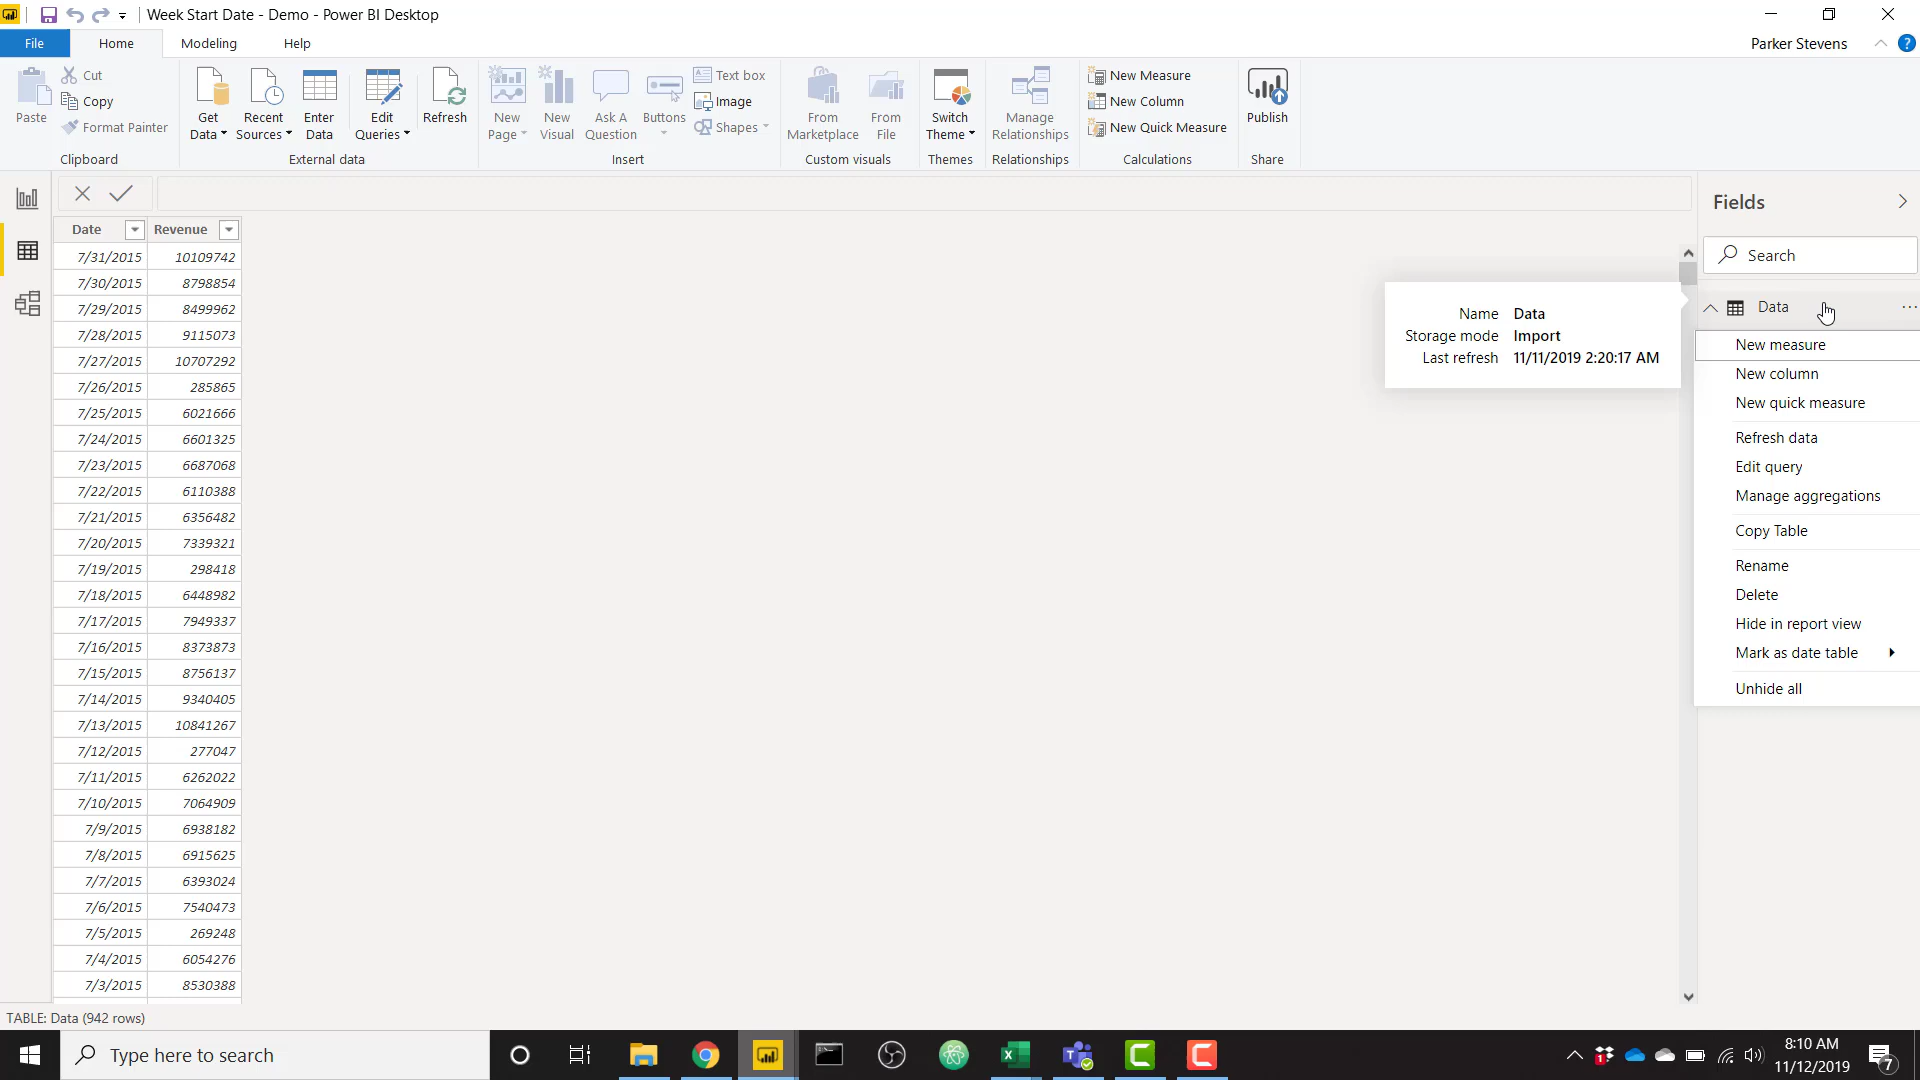 Week Start Date - Demo - Power BI Desktop
File Home Modeling Help Parker Stevens
Paste
Cut
Copy
Format Painter
Clipboard
Get Data
Recent Sources
Enter Data
Edit Queries
Refresh
External data
New Page
New Visual
Ask A Question
Buttons
Text box
Image
Shapes
Insert
From Marketplace
From File
Custom visuals
Switch Theme
Themes
Manage Relationships
Relationships
New Measure
New Column
New Quick Measure
Calculations
Publish
Share
Date Revenue
7/31/2015 10109742
7/30/2015 8798854
7/29/2015 8499962
7/28/2015 9115073
7/27/2015 10707292
7/26/2015 285865
7/25/2015 6021666
7/24/2015 6601325
7/23/2015 6687068
7/22/2015 6110388
7/21/2015 6356482
7/20/2015 7339321
7/19/2015 298418
7/18/2015 6448982
7/17/2015 7949337
7/16/2015 8373873
7/15/2015 8756137
7/14/2015 9340405
7/13/2015 10841267
7/12/2015 277047
7/11/2015 6262022
7/10/2015 7064909
7/9/2015 6938182
7/8/2015 6915625
7/7/2015 6393024
7/6/2015 7540473
7/5/2015 269248
7/4/2015 6054276
7/3/2015 8530388
Name Data
Storage mode Import
Last refresh 11/11/2019 2:20:17 AM
Fields
Search
Data
New measure
New column
New quick measure
Refresh data
Edit query
Manage aggregations
Copy Table
Rename
Delete
Hide in report view
Mark as date table
Unhide all
TABLE: Data (942 rows)
Type here to search
8:10 AM
11/12/2019
7